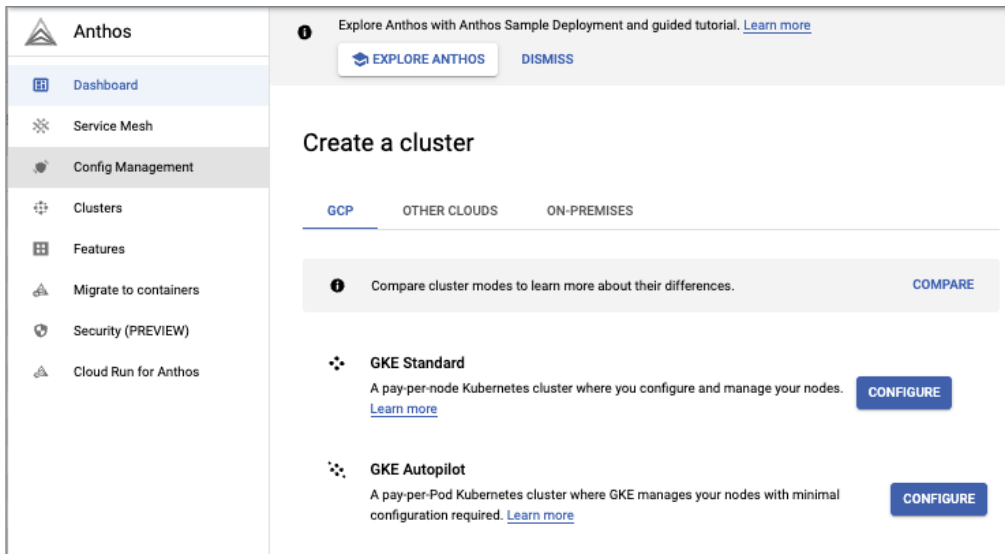 Anthos
Dashboard
Service Mesh
Config Management
Clusters
Features
Migrate to containers
Security (PREVIEW)
Cloud Run for Anthos
Explore Anthos with Anthos Sample Deployment and guided tutorial. Learn more
EXPLORE ANTHOS
DISMISS
Create a cluster
GCP
OTHER CLOUDS
ON-PREMISES
Compare cluster modes to learn more about their differences.
COMPARE
GKE Standard
A pay-per-node Kubernetes cluster where you configure and manage your nodes.
Learn more
CONFIGURE
GKE Autopilot
A pay-per-Pod Kubernetes cluster where GKE manages your nodes with minimal
configuration required. Learn more
CONFIGURE